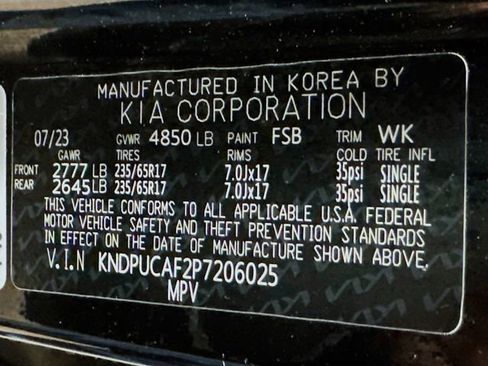 MANUFACTURED IN KOREA BY
KIA CORPORATION
07/23 GVWR 4850 LB PAINT FSB TRIM WK
GAWR TIRES RIMS COLD TIRE INFL
FRONT 2777 LB 235/65R17 7.0Jx17 35psi SINGLE
REAR 2645 LB 235/65R17 7.0Jx17 35psi SINGLE
THIS VEHICLE CONFORMS TO ALL APPLICABLE U.S.A. FEDERAL
MOTOR VEHICLE SAFETY AND THEFT PREVENTION STANDARDS
IN EFFECT ON THE DATE OF MANUFACTURE SHOWN ABOVE.
V.I.N KNDPUCAF2P7206025
MPV